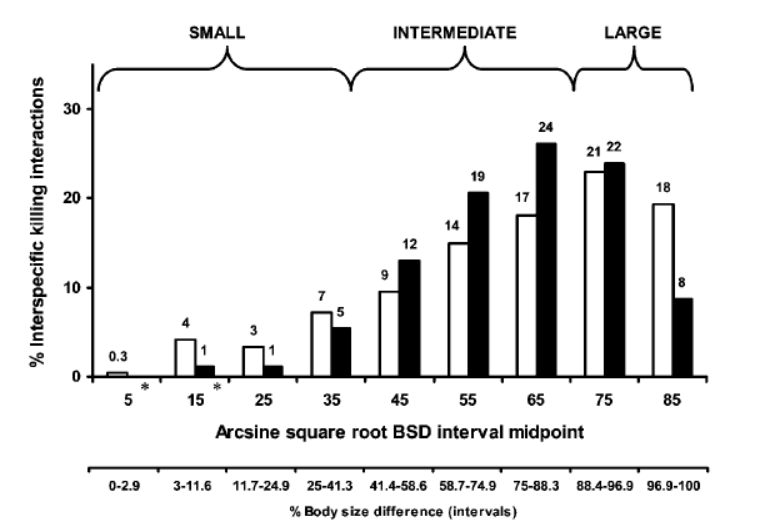 SMALL INTERMEDIATE LARGE
% Interspecific killing interactions
30
20
10
0
0.3 4 1 3 1 7 5 9 12 14 19 17 24 21 22 18 8
* *
5 15 25 35 45 55 65 75 85
Arcsine square root BSD interval midpoint
0-2.9 3-11.6 11.7-24.9 25-41.3 41.4-58.6 58.7-74.9 75-88.3 88.4-96.9 96.9-100
% Body size difference (intervals)